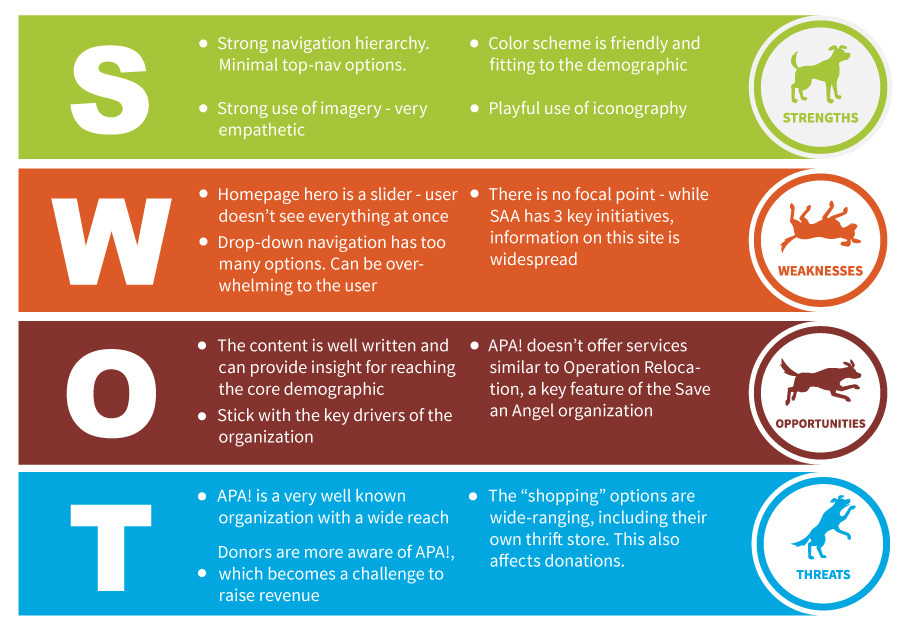 S
Strong navigation hierarchy.
Minimal top-nav options.
Strong use of imagery - very
empathetic
Color scheme is friendly and
fitting to the demographic
Playful use of iconography
STRENGTHS
W
Homepage hero is a slider - user
doesn’t see everything at once
Drop-down navigation has too
many options. Can be over-
whelming to the user
There is no focal point - while
SAA has 3 key initiatives,
information on this site is
widespread
WEAKNESSES
O
The content is well written and
can provide insight for reaching
the core demographic
Stick with the key drivers of the
organization
APA! doesn’t offer services
similar to Operation Reloca-
tion, a key feature of the Save
an Angel organization
OPPORTUNITIES
T
APA! is a very well known
organization with a wide reach
Donors are more aware of APA!,
which becomes a challenge to
raise revenue
The “shopping” options are
wide-ranging, including their
own thrift store. This also
affects donations.
THREATS